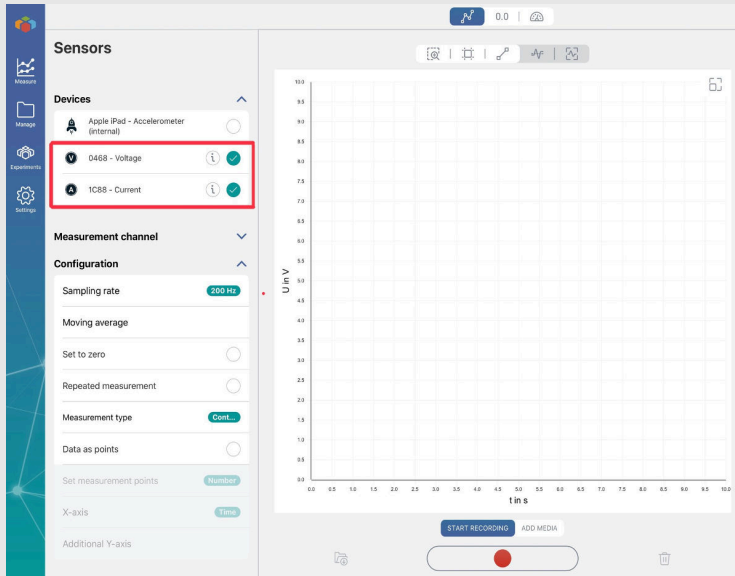 0.0
Sensors
Measure
Manage
Experiments
Settings
Devices
Apple iPad - Accelerometer
(internal)
V 0468 - Voltage i
A 1C88 - Current i
Measurement channel
Configuration
Sampling rate 200 Hz
Moving average
Set to zero
Repeated measurement
Measurement type Cont...
Data as points
Set measurement points Number
X-axis Time
Additional Y-axis
U in V
10.0
9.5
9.0
8.5
8.0
7.5
7.0
6.5
6.0
5.5
5.0
4.5
4.0
3.5
3.0
2.5
2.0
1.5
1.0
0.5
0.0
0.0 0.5 1.0 1.5 2.0 2.5 3.0 3.5 4.0 4.5 5.0 5.5 6.0 6.5 7.0 7.5 8.0 8.5 9.0 9.5 10.0
t in s
START RECORDING ADD MEDIA